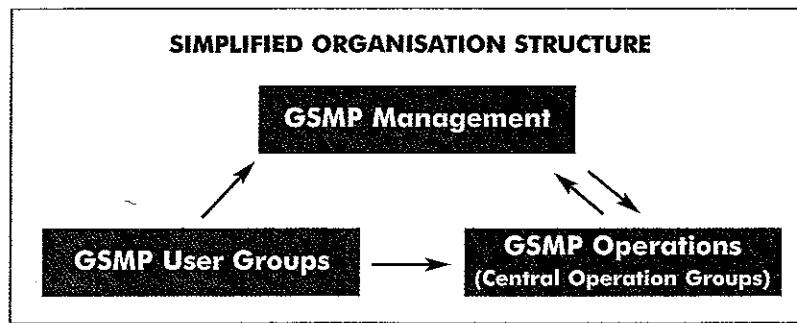 SIMPLIFIED ORGANISATION STRUCTURE
GSMP Management
GSMP User Groups
GSMP Operations
(Central Operation Groups)